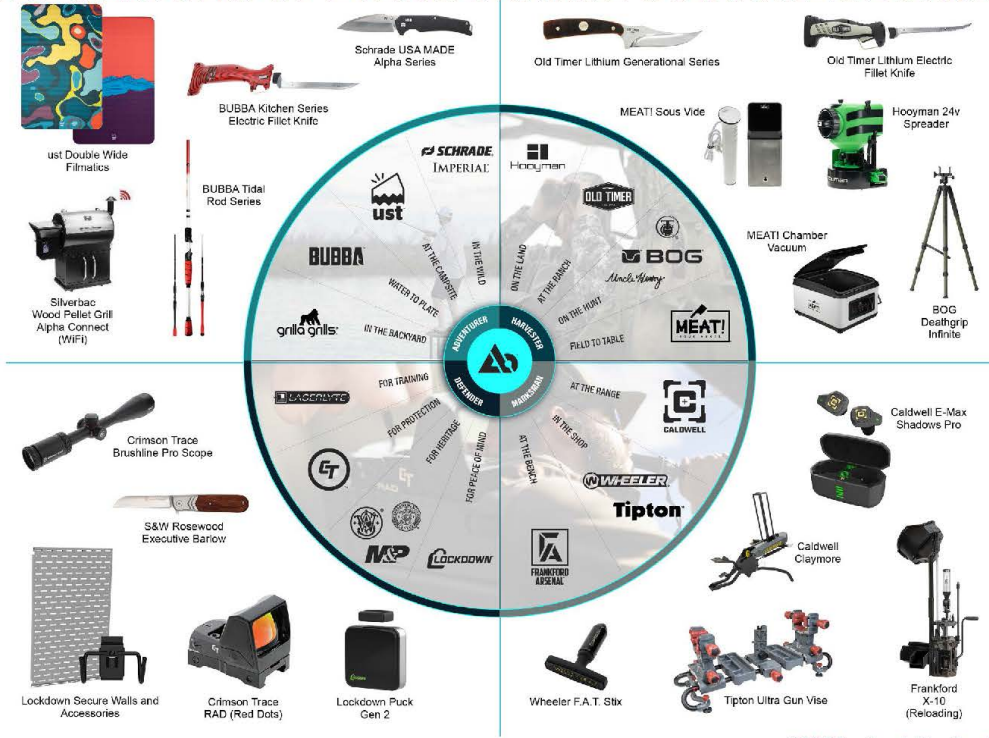 Schrade USA MADE
Alpha Series
BUBBA Kitchen Series
Electric Fillet Knife
ust Double Wide
Filmatics
BUBBA Tidal
Rod Series
Silverbac
Wood Pellet Grill
Alpha Connect
(WiFi)
Old Timer Lithium Generational Series
Old Timer Lithium Electric
Fillet Knife
MEAT! Sous Vide
Hooyman 24v
Spreader
MEAT! Chamber
Vacuum
BOG
Deathgrip
Infinite
SCHRADE
IMPERIAL
ust
BUBBA
grilla grills
IN THE WILD
AT THE CAMPSITE
WATER TO PLATE
IN THE BACKYARD
Hooyman
OLD TIMER
BOG
Uncle Henry
MEAT!
ON THE LAND
AT THE RANCH
ON THE HUNT
FIELD TO TABLE
ADVENTURER
HARVESTER
DEFENDER
MARKSMAN
FOR TRAINING
FOR PROTECTION
FOR HERITAGE
FOR PEACE OF MIND
LASERLYTE
CT
M&P
LOCKDOWN
AT THE RANGE
IN THE SHOP
AT THE BENCH
CALDWELL
WHEELER
Tipton
FRANKFORD
ARSENAL
Crimson Trace
Brushline Pro Scope
S&W Rosewood
Executive Barlow
Lockdown Secure Walls and
Accessories
Crimson Trace
RAD (Red Dots)
Lockdown Puck
Gen 2
Caldwell E-Max
Shadows Pro
Caldwell
Claymore
Wheeler F.A.T. Stix
Tipton Ultra Gun Vise
Frankford
X-10
(Reloading)